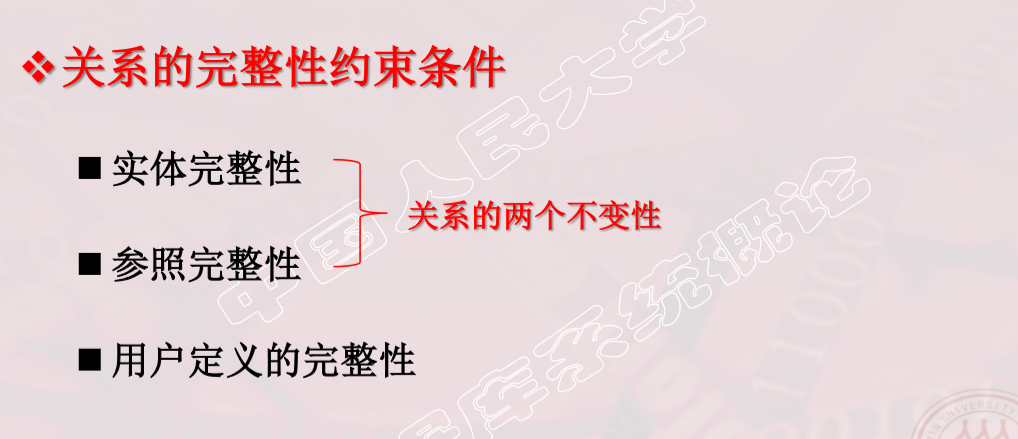 ❖关系的完整性约束条件
■ 实体完整性
关系的两个不变性
■ 参照完整性
■ 用户定义的完整性
中国人民大学
库系统概论
UNIVERSITY